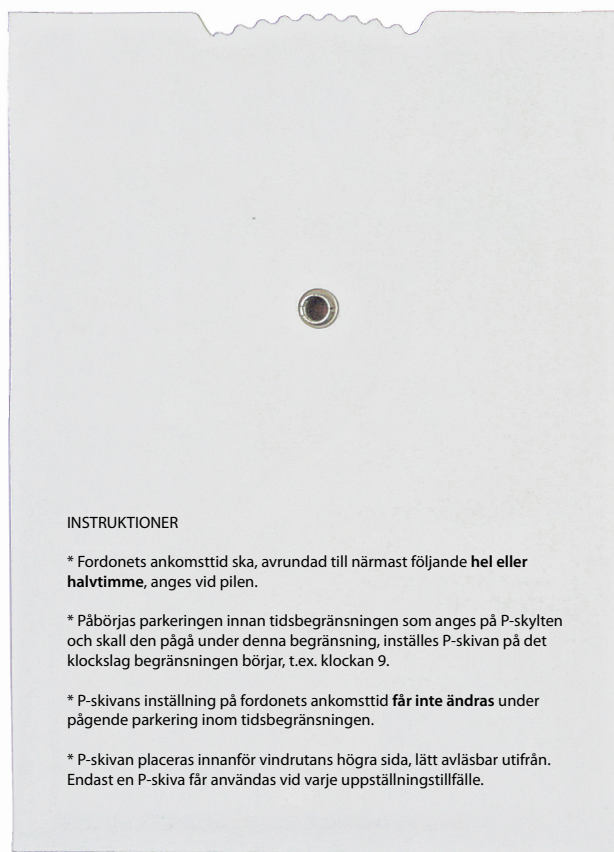 INSTRUKTIONER
* Fordonets ankomsttid ska, avrundad till närmast följande hel eller
halvtimme, anges vid pilen.
* Påbörjas parkeringen innan tidsbegränsningen som anges på P-skylten
och skall den pågå under denna begränsning, inställes P-skivan på det
klockslag begränsningen börjar, t.ex. klockan 9.
* P-skivans inställning på fordonets ankomsttid får inte ändras under
pågende parkering inom tidsbegränsningen.
* P-skivan placeras innanför vindrutans högra sida, lätt avläsbar utifrån.
Endast en P-skiva får användas vid varje uppställningstillfälle.